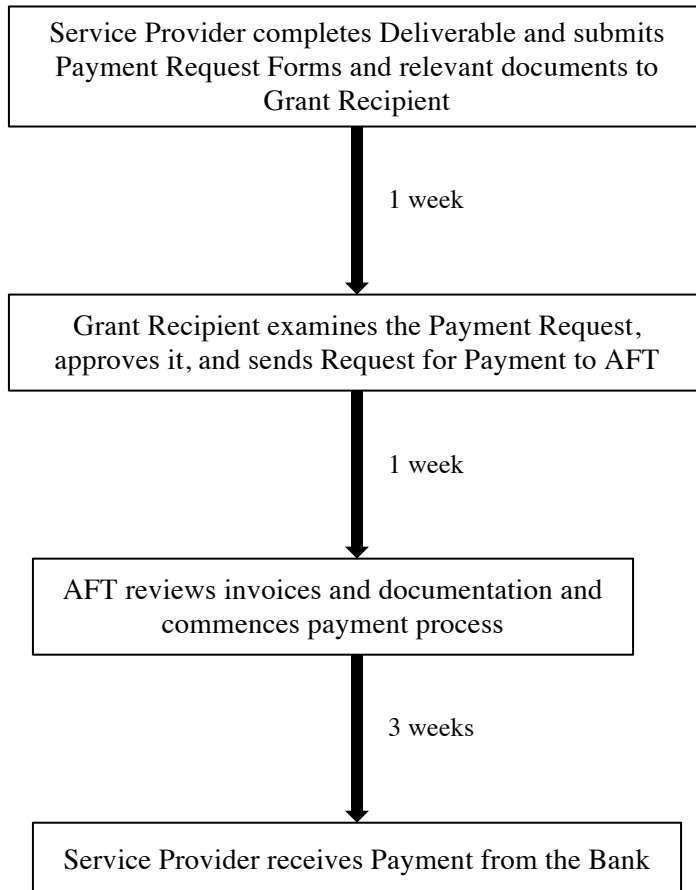 Service Provider completes Deliverable and submits
Payment Request Forms and relevant documents to
Grant Recipient
1 week
Grant Recipient examines the Payment Request,
approves it, and sends Request for Payment to AFT
1 week
AFT reviews invoices and documentation and
commences payment process
3 weeks
Service Provider receives Payment from the Bank